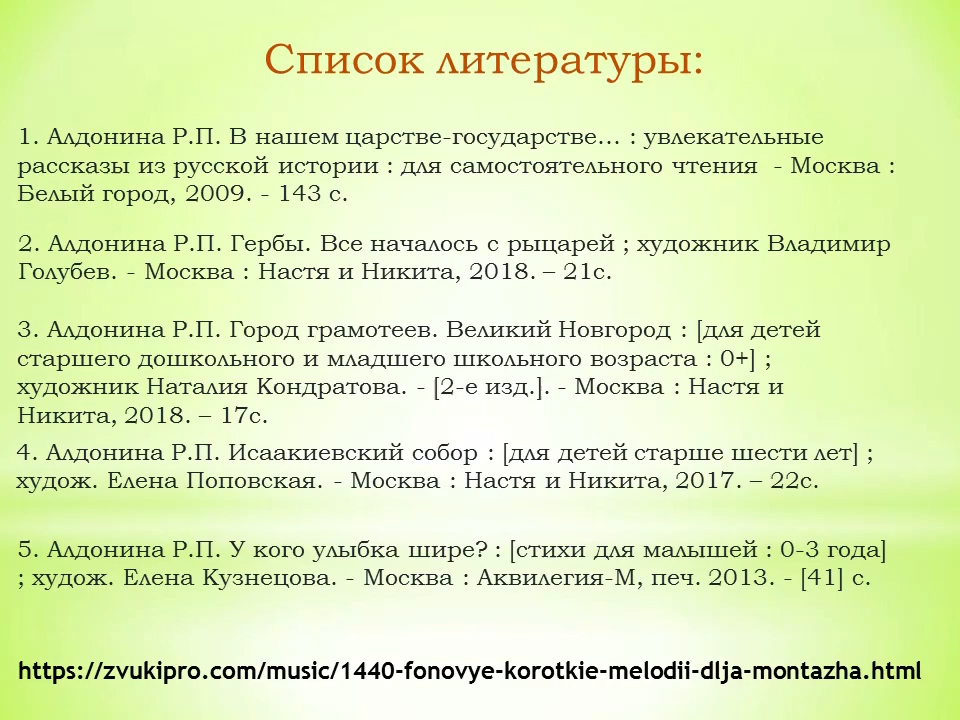 Список литературы:
1. Алдонина Р.П. В нашем царстве-государстве... : увлекательные
рассказы из русской истории : для самостоятельного чтения - Москва :
Белый город, 2009. - 143 с.
2. Алдонина Р.П. Гербы. Все началось с рыцарей ; художник Владимир
Голубев. - Москва : Настя и Никита, 2018. – 21с.
3. Алдонина Р.П. Город грамотеев. Великий Новгород : [для детей
старшего дошкольного и младшего школьного возраста : 0+] ;
художник Наталия Кондратова. - [2-е изд.]. - Москва : Настя и
Никита, 2018. – 17с.
4. Алдонина Р.П. Исаакиевский собор : [для детей старше шести лет] ;
худож. Елена Поповская. - Москва : Настя и Никита, 2017. – 22с.
5. Алдонина Р.П. У кого улыбка шире? : [стихи для малышей : 0-3 года]
; худож. Елена Кузнецова. - Москва : Аквилегия-М, печ. 2013. - [41] с.
https://zvukipro.com/music/1440-fonovye-korotkie-melodii-dlja-montazha.html